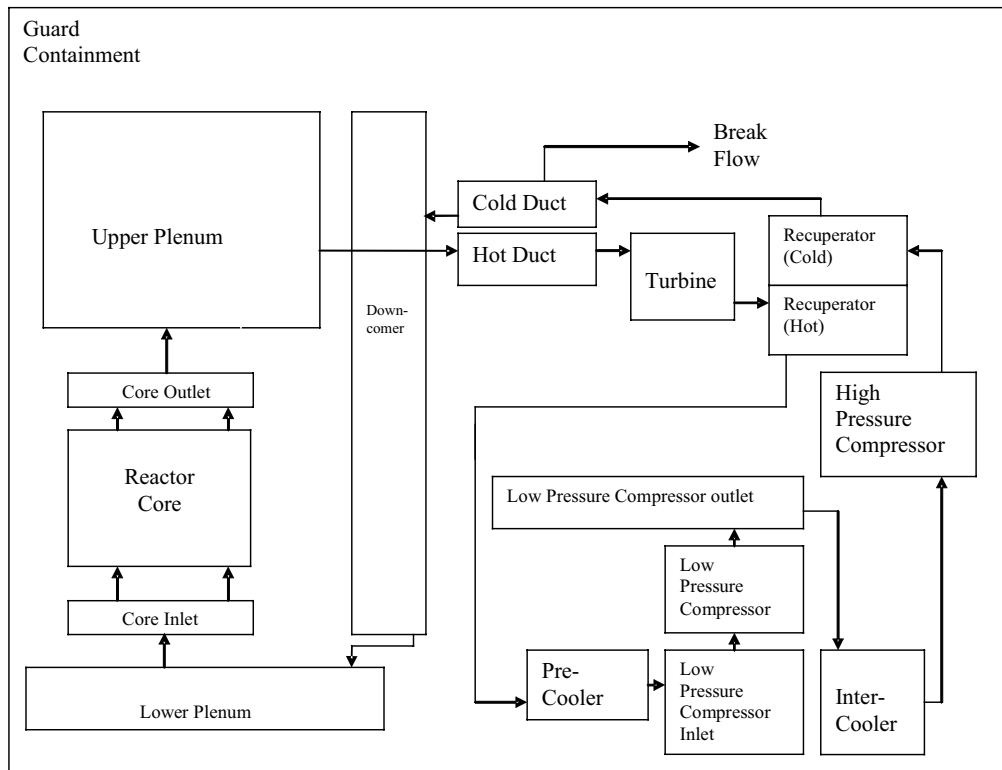 Guard
Containment
Break
Flow
Cold Duct
Upper Plenum
Hot Duct
Turbine
Recuperator
(Cold)
Recuperator
(Hot)
Down-
comer
Core Outlet
High
Pressure
Compressor
Reactor
Core
Low Pressure Compressor outlet
Low
Pressure
Compressor
Core Inlet
Pre-
Cooler
Low
Pressure
Compressor
Inlet
Inter-
Cooler
Lower Plenum